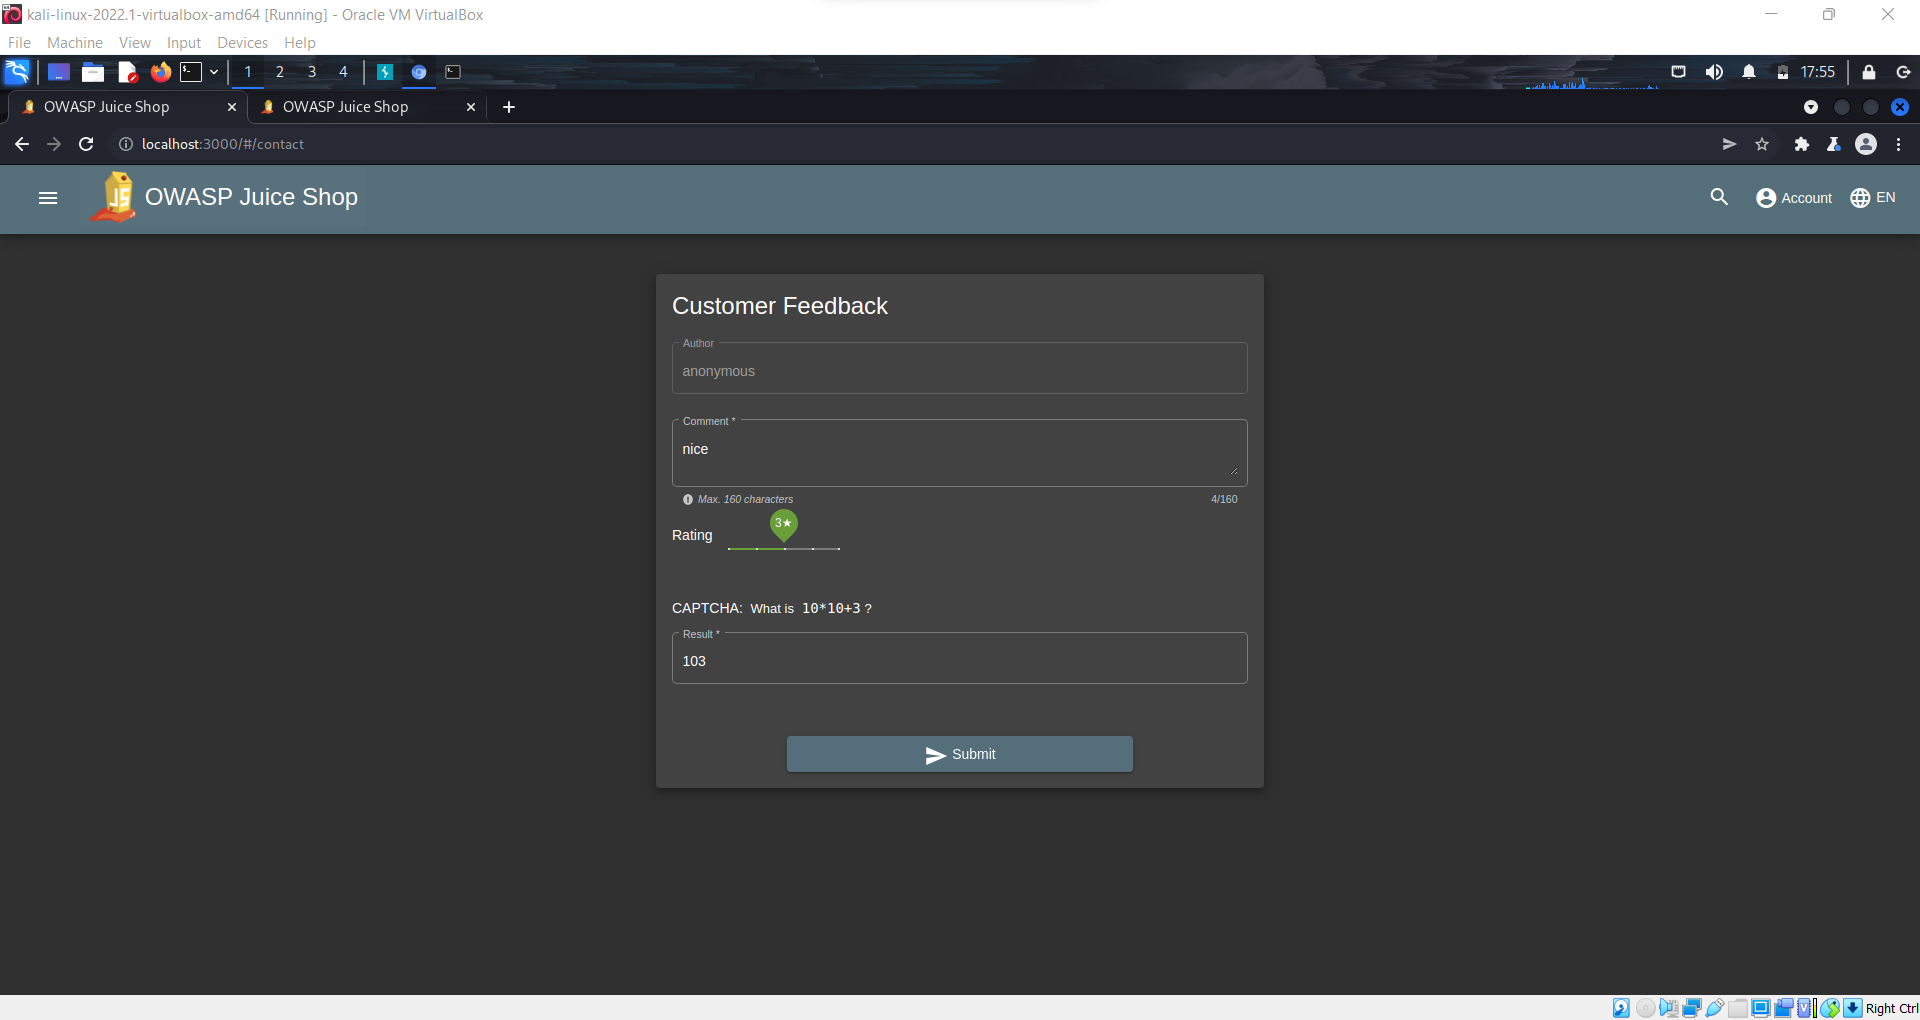 kali-linux-2022.1-virtualbox-amd64 [Running] - Oracle VM VirtualBox
File Machine View Input Devices Help
1 2 3 4 17:55
OWASP Juice Shop OWASP Juice Shop
localhost:3000/#/contact
OWASP Juice Shop Account EN
Customer Feedback
Author
anonymous
Comment *
nice
Max. 160 characters 4/160
3★
Rating
CAPTCHA: What is 10*10+3 ?
Result *
103
Submit
Right Ctrl